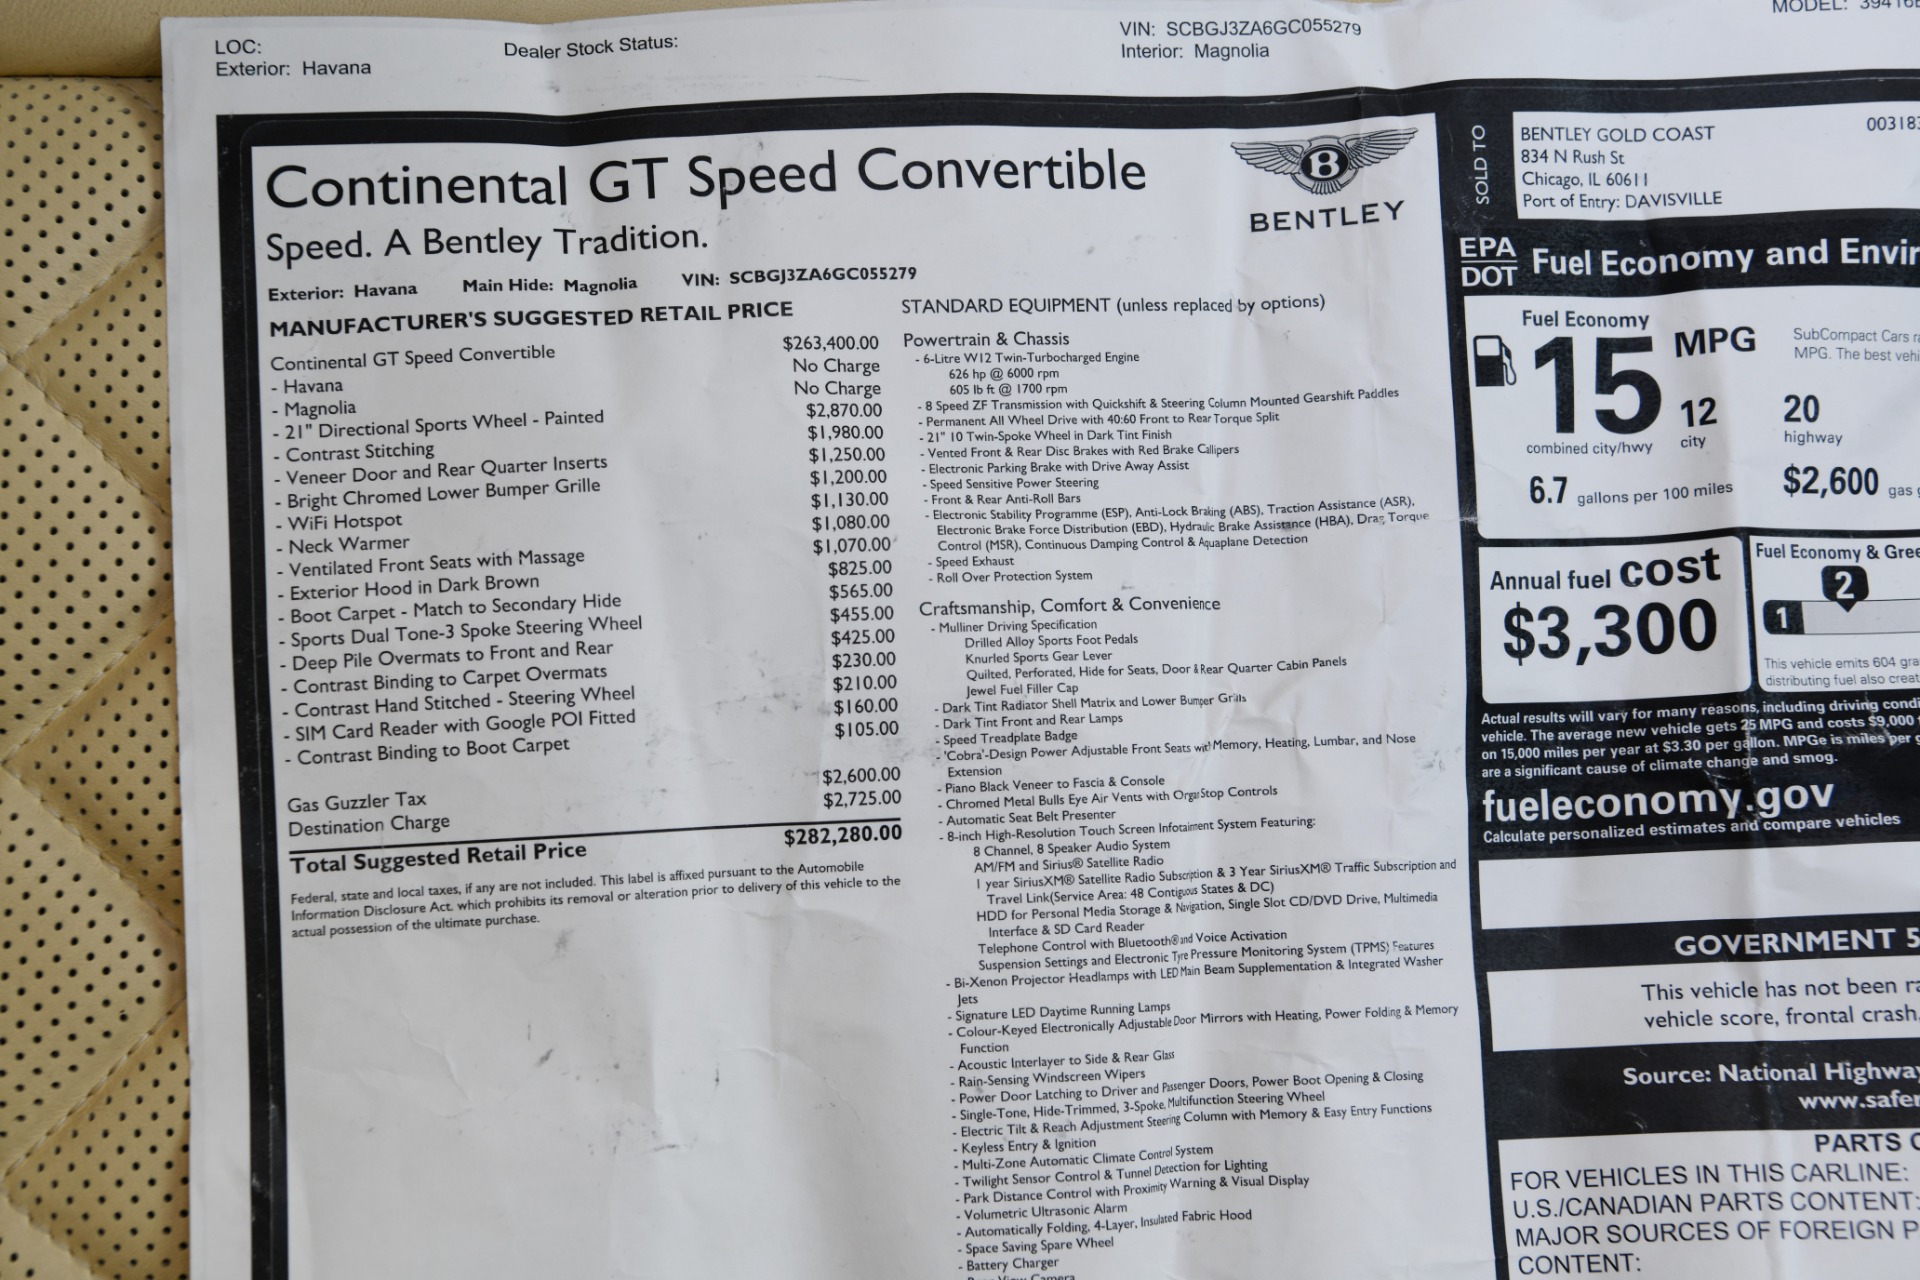 LOC:
Exterior: Havana
Dealer Stock Status:
VIN: SCBGJ3ZA6GC055279
Interior: Magnolia
MODEL:
Continental GT Speed Convertible
Speed. A Bentley Tradition.
B
BENTLEY
Exterior: Havana Main Hide: Magnolia VIN: SCBGJ3ZA6GC055279
MANUFACTURER'S SUGGESTED RETAIL PRICE
Continental GT Speed Convertible $263,400.00
- Havana No Charge
- Magnolia No Charge
- 21" Directional Sports Wheel - Painted $2,870.00
- Contrast Stitching $1,980.00
- Veneer Door and Rear Quarter Inserts $1,250.00
- Bright Chromed Lower Bumper Grille $1,200.00
- WiFi Hotspot $1,130.00
- Neck Warmer $1,080.00
- Ventilated Front Seats with Massage $1,070.00
- Exterior Hood in Dark Brown $825.00
- Boot Carpet - Match to Secondary Hide $565.00
- Sports Dual Tone-3 Spoke Steering Wheel $455.00
- Deep Pile Overmats to Front and Rear $425.00
- Contrast Binding to Carpet Overmats $230.00
- Contrast Hand Stitched - Steering Wheel $210.00
- SIM Card Reader with Google POI Fitted $160.00
- Contrast Binding to Boot Carpet $105.00
Gas Guzzler Tax $2,600.00
Destination Charge $2,725.00
Total Suggested Retail Price $282,280.00
Federal, state and local taxes, if any are not included. This label is affixed pursuant to the Automobile
Information Disclosure Act. which prohibits its removal or alteration prior to delivery of this vehicle to the
actual possession of the ultimate purchase.
STANDARD EQUIPMENT (unless replaced by options)
Powertrain & Chassis
- 6-Litre W12 Twin-Turbocharged Engine
626 hp @ 6000 rpm
605 lb ft @ 1700 rpm
- 8 Speed ZF Transmission with Quickshift & Steering Column Mounted Gearshift Paddles
- Permanent All Wheel Drive with 40:60 Front to Rear Torque Split
- 21" 10 Twin-Spoke Wheel in Dark Tint Finish
- Vented Front & Rear Disc Brakes with Red Brake Callipers
- Electronic Parking Brake with Drive Away Assist
- Speed Sensitive Power Steering
- Front & Rear Anti-Roll Bars
- Electronic Stability Programme (ESP), Anti-Lock Braking (ABS), Traction Assistance (ASR),
Electronic Brake Force Distribution (EBD), Hydraulic Brake Assistance (HBA), Drag Torque
Control (MSR), Continuous Damping Control & Aquaplane Detection
- Speed Exhaust
- Roll Over Protection System
Craftsmanship, Comfort & Convenience
- Mulliner Driving Specification
Drilled Alloy Sports Foot Pedals
Knurled Sports Gear Lever
Quilted, Perforated, Hide for Seats, Door & Rear Quarter Cabin Panels
Jewel Fuel Filler Cap
- Dark Tint Radiator Shell Matrix and Lower Bumper Grills
- Dark Tint Front and Rear Lamps
- Speed Treadplate Badge
- 'Cobra'-Design Power Adjustable Front Seats with Memory, Heating, Lumbar, and Nose
Extension
- Piano Black Veneer to Fascia & Console
- Chromed Metal Bulls Eye Air Vents with Organ Stop Controls
- Automatic Seat Belt Presenter
- 8-inch High-Resolution Touch Screen Infotaiment System Featuring:
8 Channel, 8 Speaker Audio System
AM/FM and Sirius® Satellite Radio
1 year SiriusXM® Satellite Radio Subscription & 3 Year SiriusXM® Traffic Subscription and
Travel Link(Service Area: 48 Contiguous States & DC)
HDD for Personal Media Storage & Navigation, Single Slot CD/DVD Drive, Multimedia
Interface & SD Card Reader
Telephone Control with Bluetooth® and Voice Activation
Suspension Settings and Electronic Tyre Pressure Monitoring System (TPMS) Features
- Bi-Xenon Projector Headlamps with LED Main Beam Supplementation & Integrated Washer
Jets
- Signature LED Daytime Running Lamps
- Colour-Keyed Electronically Adjustable Door Mirrors with Heating, Power Folding & Memory
Function
- Acoustic Interlayer to Side & Rear Glass
- Rain-Sensing Windscreen Wipers
- Power Door Latching to Driver and Passenger Doors, Power Boot Opening & Closing
- Single-Tone, Hide-Trimmed, 3-Spoke, Multifunction Steering Wheel
- Electric Tilt & Reach Adjustment Steering Column with Memory & Easy Entry Functions
- Keyless Entry & Ignition
- Multi-Zone Automatic Climate Control System
- Twilight Sensor Control & Tunnel Detection for Lighting
- Park Distance Control with Proximity Warning & Visual Display
- Volumetric Ultrasonic Alarm
- Automatically Folding, 4-Layer, Insulated Fabric Hood
- Space Saving Spare Wheel
- Battery Charger
SOLD TO
BENTLEY GOLD COAST 003183
834 N Rush St
Chicago, IL 60611
Port of Entry: DAVISVILLE
EPA
DOT
Fuel Economy and Envir
Fuel Economy
15 MPG
combined city/hwy
12
city
20
highway
SubCompact Cars ra
MPG. The best vehi
6.7 gallons per 100 miles
$2,600 gas g
Annual fuel cost
$3,300
Fuel Economy & Gree
2
1
This vehicle emits 604 gra
distributing fuel also creat
Actual results will vary for many reasons, including driving condi
vehicle. The average new vehicle gets 25 MPG and costs $9,000
on 15,000 miles per year at $3.30 per gallon. MPGe is miles per g
are a significant cause of climate change and smog.
fueleconomy.gov
Calculate personalized estimates and compare vehicles
GOVERNMENT 5
This vehicle has not been ra
vehicle score, frontal crash,
Source: National Highway
www.safer
PARTS C
FOR VEHICLES IN THIS CARLINE:
U.S./CANADIAN PARTS CONTENT:
MAJOR SOURCES OF FOREIGN P
CONTENT: